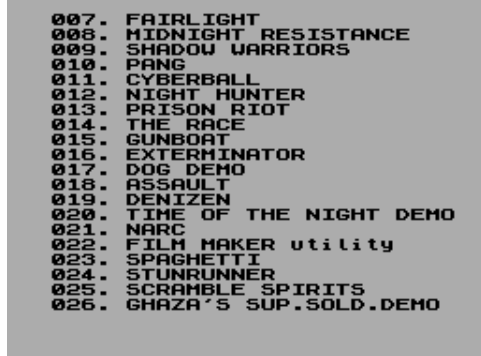 007. FAIRLIGHT
008. MIDNIGHT RESISTANCE
009. SHADOW WARRIORS
010. PANG
011. CYBERBALL
012. NIGHT HUNTER
013. PRISON RIOT
014. THE RACE
015. GUNBOAT
016. EXTERMINATOR
017. DOG DEMO
018. ASSAULT
019. DENIZEN
020. TIME OF THE NIGHT DEMO
021. NARC
022. FILM MAKER utility
023. SPAGHETTI
024. STUNRUNNER
025. SCRAMBLE SPIRITS
026. GHAZA'S SUP.SOLD.DEMO